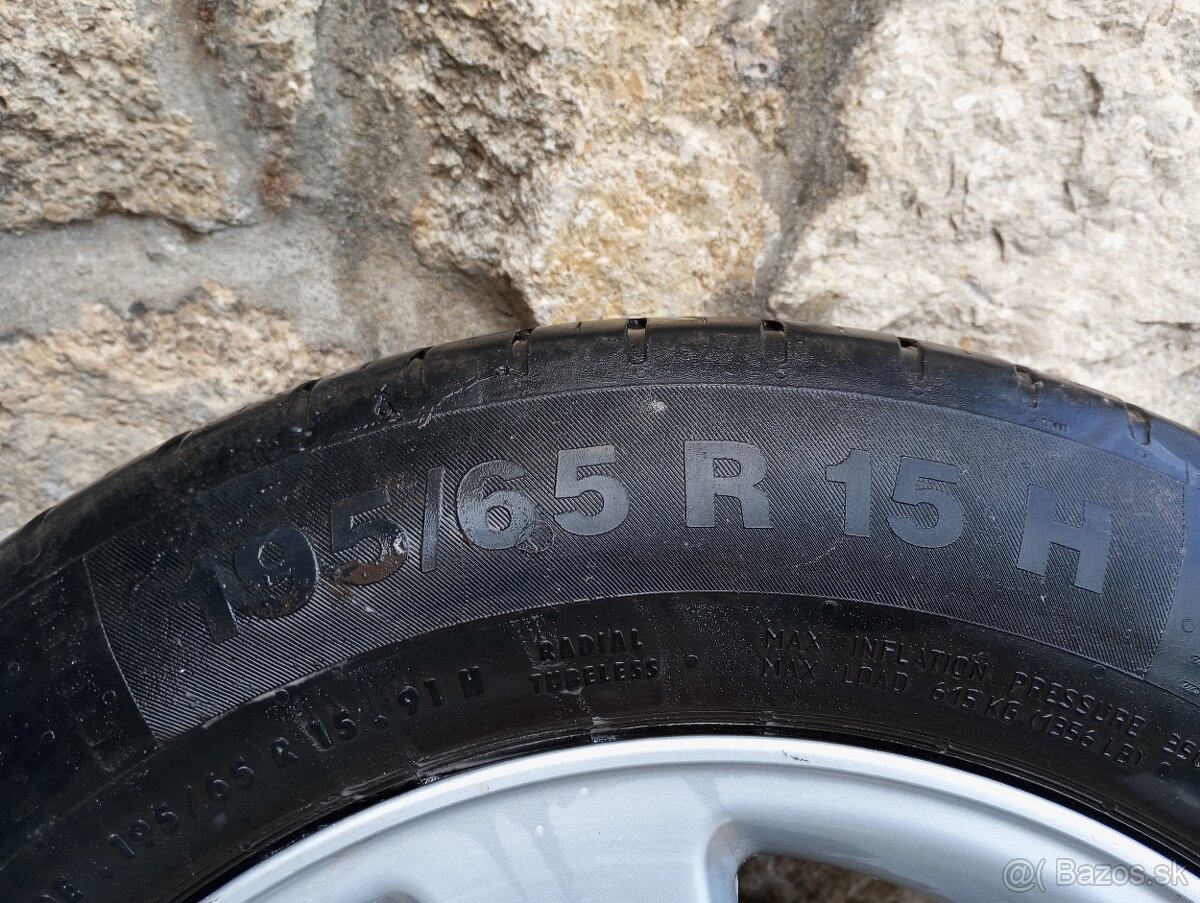 195/65 R 15 H
195/65 R 15 . 91 H
RADIAL
TUBELESS
MAX INFLATION PRESSURE
MAX LOAD 615 KG (1356 LB)
@( Bazos.sk